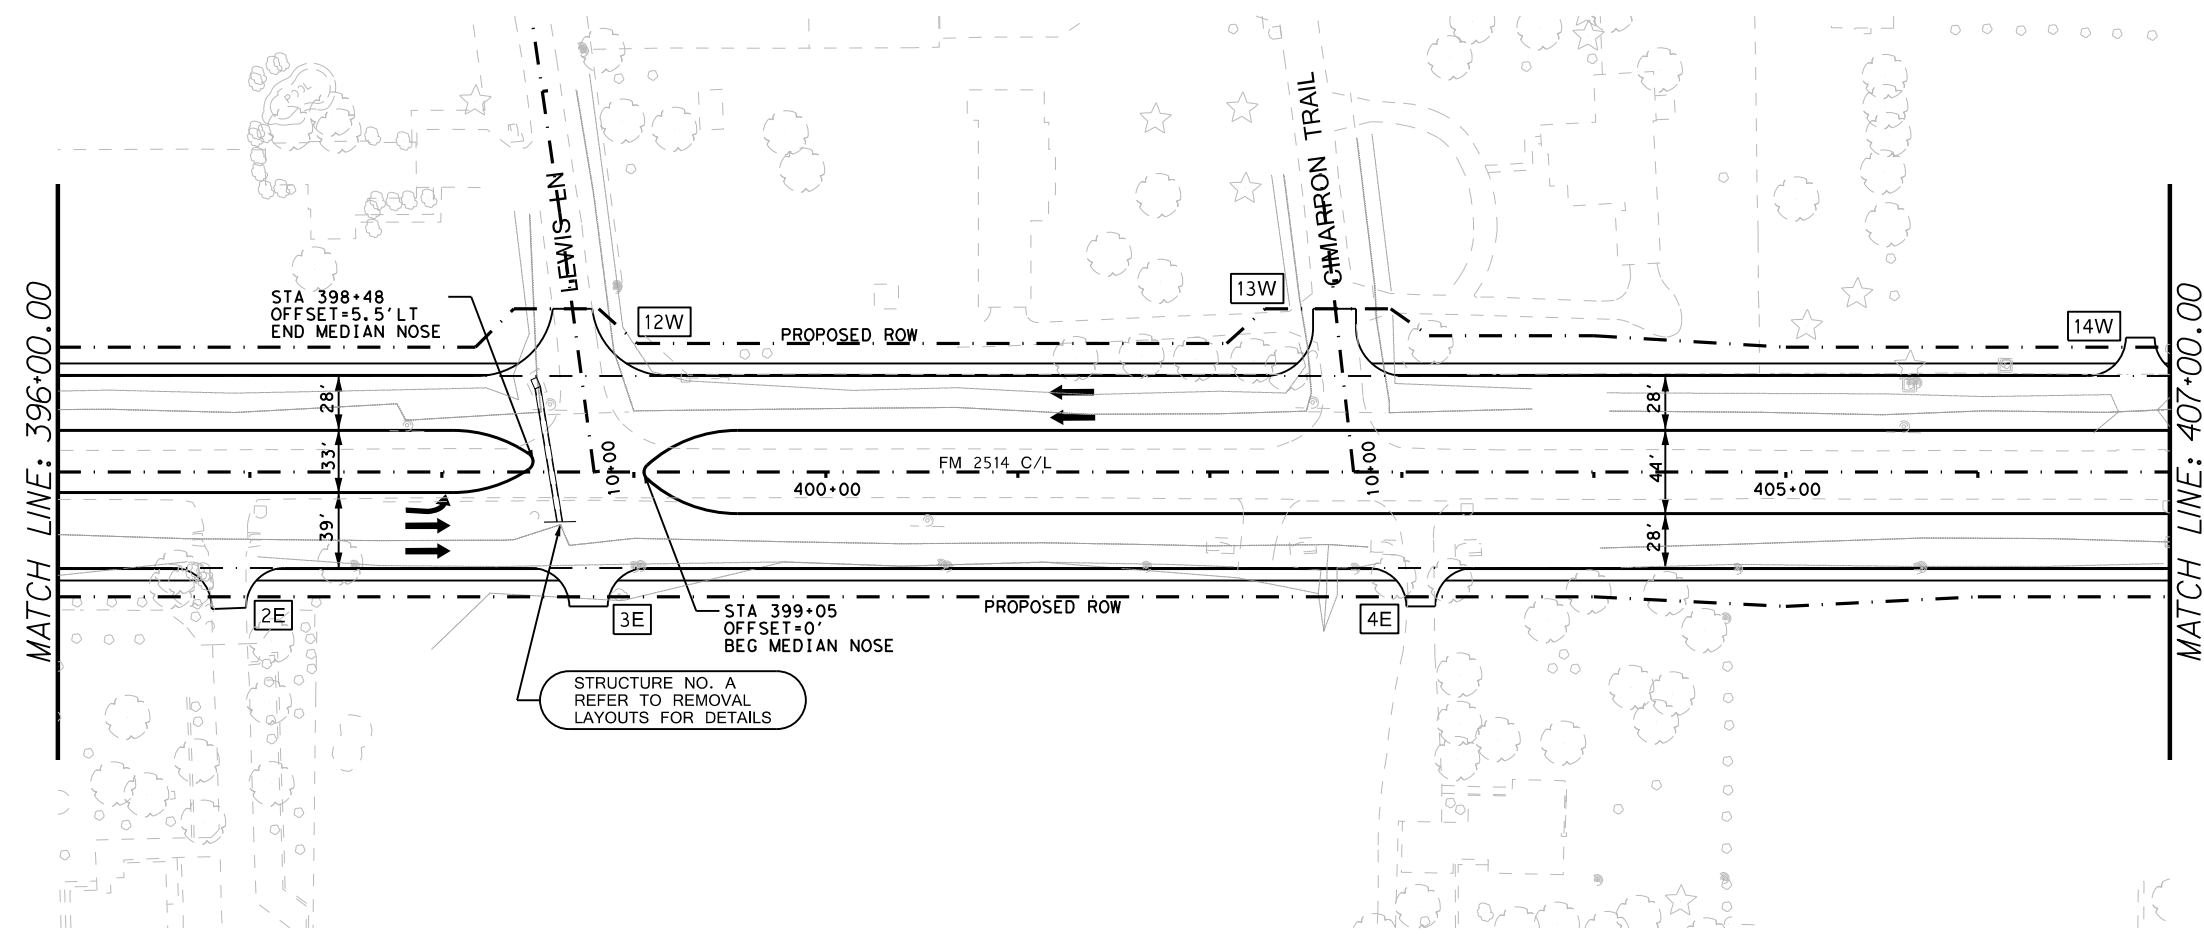 POOL
LEWIS LN
CIMARRON TRAIL
MATCH LINE: 396+00.00
MATCH LINE: 407+00.00
STA 398+48
OFFSET=5.5'LT
END MEDIAN NOSE
12W
PROPOSED ROW
13W
14W
28'
33'
39'
10+00
FM 2514 C/L
400+00
10+00
405+00
28'
44'
28'
2E
3E
STA 399+05
OFFSET=0'
BEG MEDIAN NOSE
PROPOSED ROW
4E
STRUCTURE NO. A
REFER TO REMOVAL
LAYOUTS FOR DETAILS